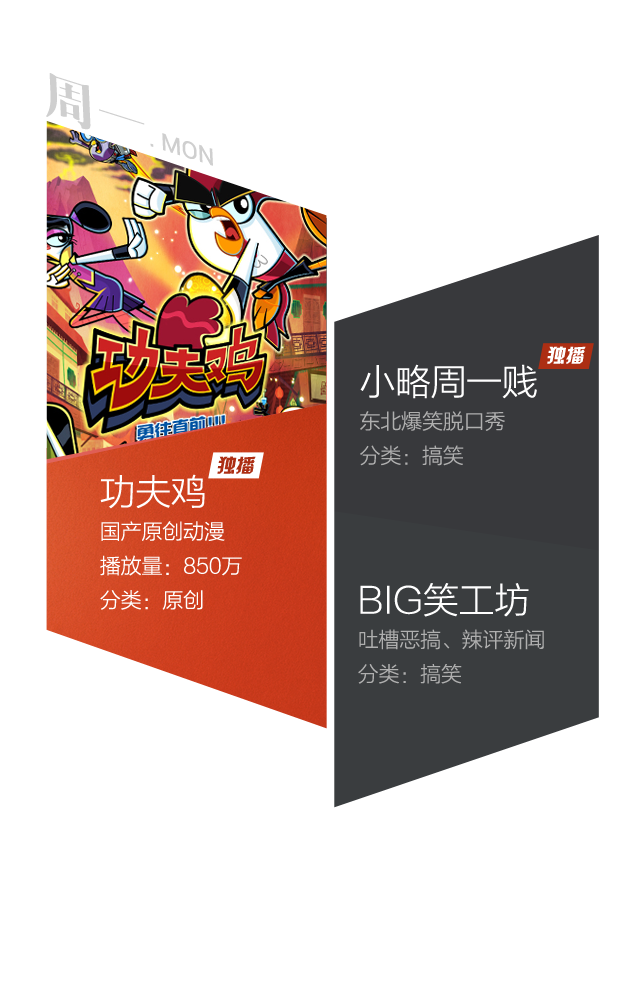 周一.MON
功夫鸡
勇往直前!!!
独播
功夫鸡
国产原创动漫
播放量：850万
分类：原创
独播
小略周一贱
东北爆笑脱口秀
分类：搞笑
BIG笑工坊
吐槽恶搞、辣评新闻
分类：搞笑